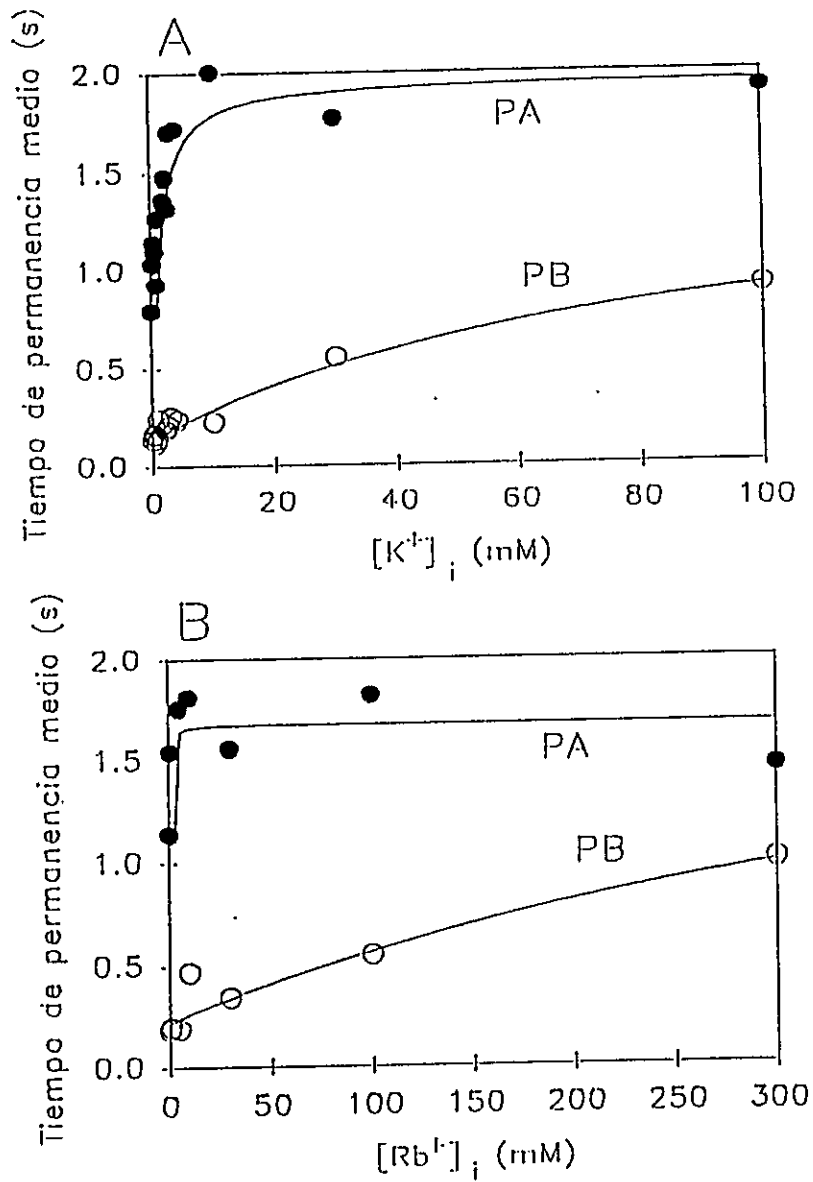 A
Tiempo de permanencia medio (s)
2.0
1.5
1.0
0.5
0.0
PA
PB
0 20 40 60 80 100
[K+]i (mM)
B
Tiempo de permanencia medio (s)
2.0
1.5
1.0
0.5
0.0
PA
PB
0 50 100 150 200 250 300
[Rb+]i (mM)